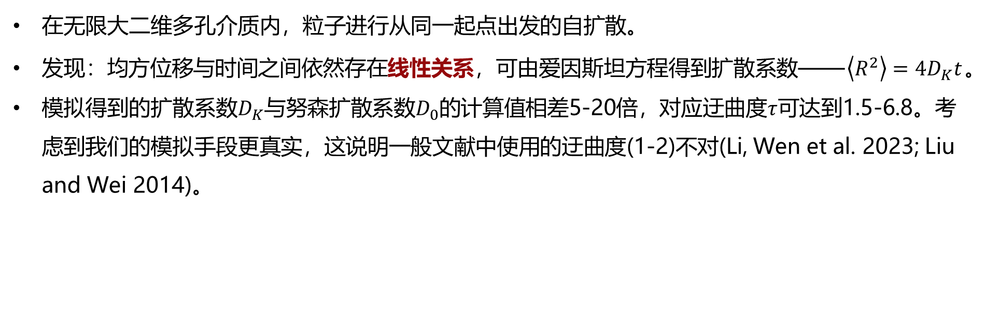 • 在无限大二维多孔介质内，粒子进行从同一起点出发的自扩散。
• 发现：均方位移与时间之间依然存在线性关系，可由爱因斯坦方程得到扩散系数——⟨R²⟩ = 4D_K t。
• 模拟得到的扩散系数D_K与努森扩散系数D₀的计算值相差5-20倍，对应迂曲度τ可达到1.5-6.8。考
虑到我们的模拟手段更真实，这说明一般文献中使用的迂曲度(1-2)不对(Li, Wen et al. 2023; Liu
and Wei 2014)。